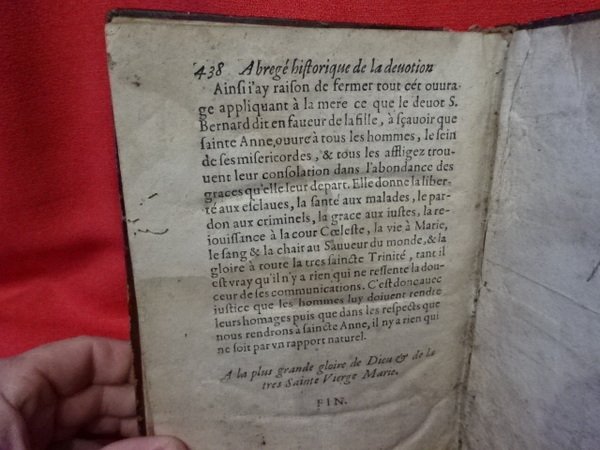 438 Abregé hiſtorique de la deuotion
Ainſi i'ay raiſon de fermer tout cét ouura-
ge appliquant à la mere ce que le deuot S.
Bernard dit en faueur de la fille, à ſçauoir que
ſainte Anne, ouure à tous les hommes, le ſein
de ſes miſericordes, & tous les affligez trou-
uent leur conſolation dans l'abondance des
graces qu'elle leur depart. Elle donne la liber-
té aux eſclaues, la ſanté aux malades, le par-
don aux criminels, la grace aux iuſtes, la re-
jouiſſance à la cour Cœleſte, la vie à Marie,
le ſang & la chair au Sauueur du monde, & la
gloire à toute la tres ſaincte Trinité, tant il
eſt vray qu'il n'y a rien qui ne reſſente la dou-
ceur de ſes communications. C'eſt donc auec
iuſtice que les hommes luy doiuent rendre
leurs homages puis que dans les reſpects que
nous rendrons à ſaincte Anne, il n'y a rien qui
ne ſoit par vn rapport naturel.
A la plus grande gloire de Dieu & de la
tres Sainte Vierge Marie.
FIN.